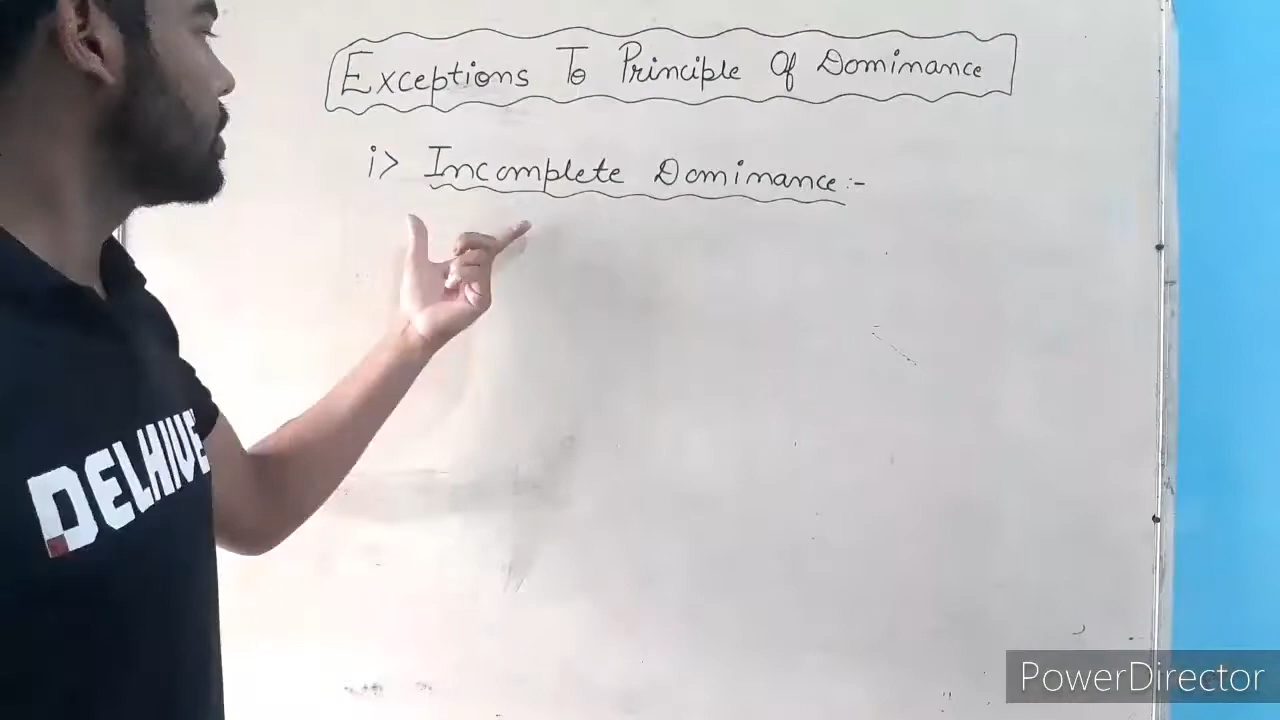 Exceptions To Principle Of Dominance
i> Incomplete Dominance :-
DELHIVE
PowerDirector